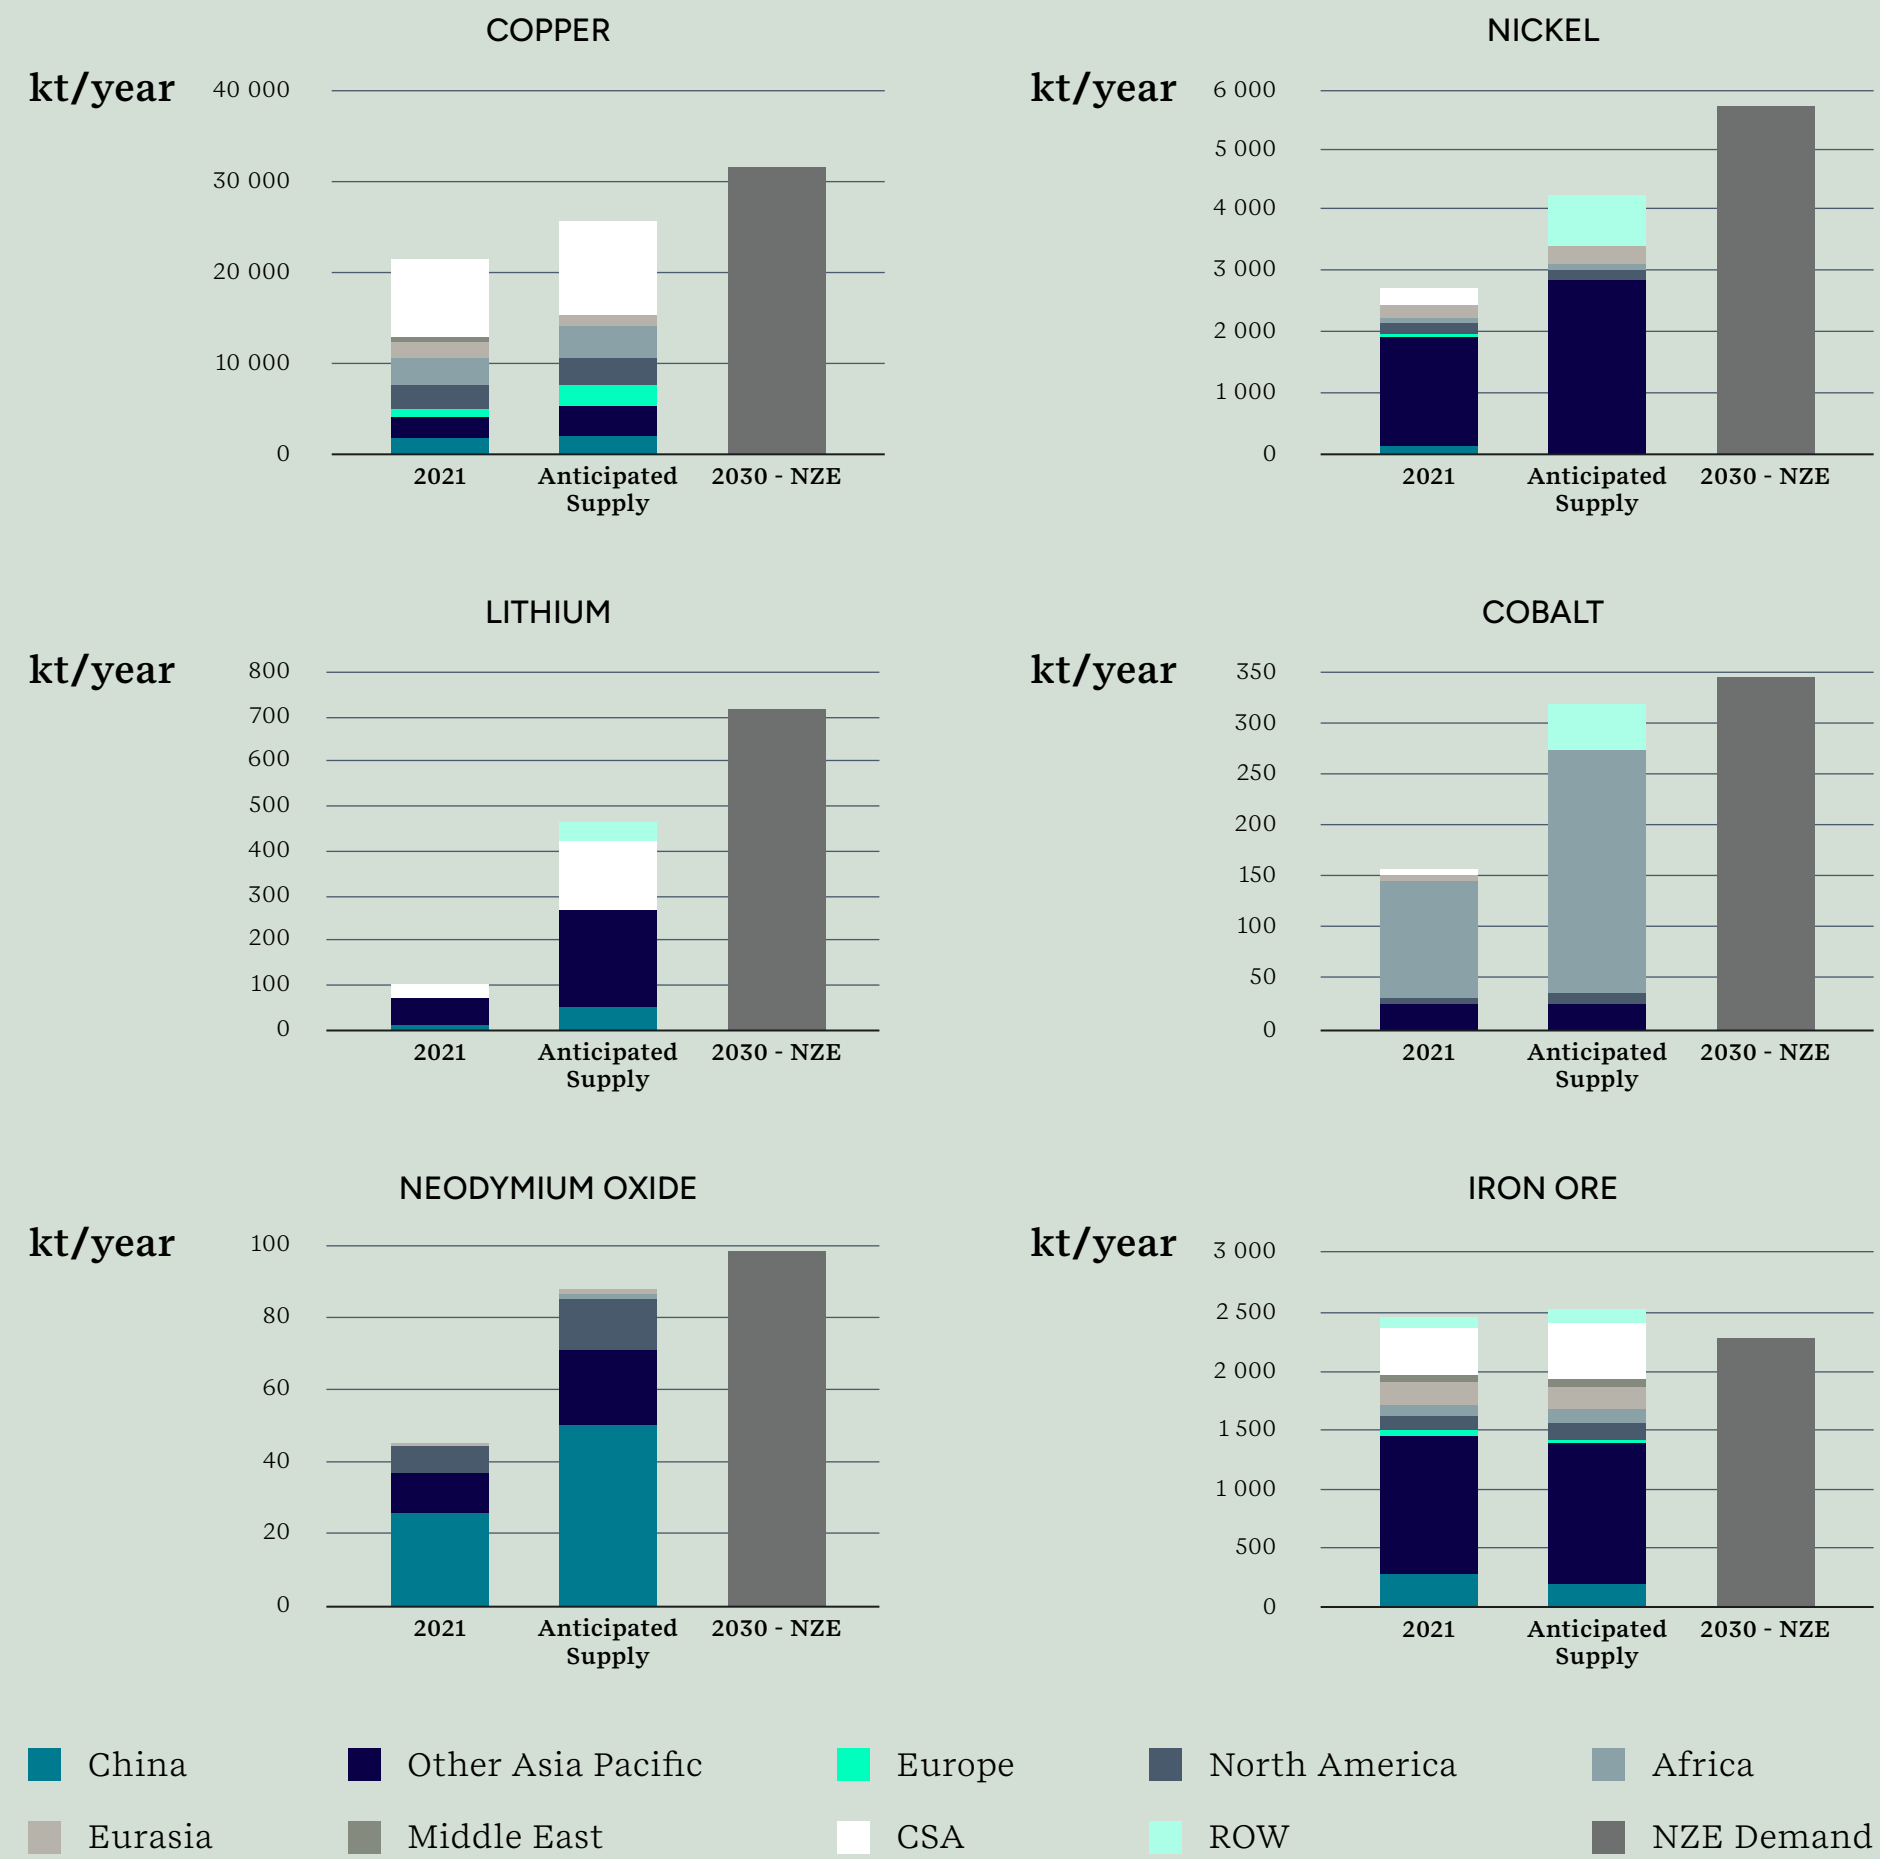 COPPER
kt/year
40 000
30 000
20 000
10 000
0
2021
Anticipated
Supply
2030 - NZE
NICKEL
kt/year
6 000
5 000
4 000
3 000
2 000
1 000
0
2021
Anticipated
Supply
2030 - NZE
LITHIUM
kt/year
800
700
600
500
400
300
200
100
0
2021
Anticipated
Supply
2030 - NZE
COBALT
kt/year
350
300
250
200
150
100
50
0
2021
Anticipated
Supply
2030 - NZE
NEODYMIUM OXIDE
kt/year
100
80
60
40
20
0
2021
Anticipated
Supply
2030 - NZE
IRON ORE
kt/year
3 000
2 500
2 000
1 500
1 000
500
0
2021
Anticipated
Supply
2030 - NZE
China
Other Asia Pacific
Europe
North America
Africa
Eurasia
Middle East
CSA
ROW
NZE Demand